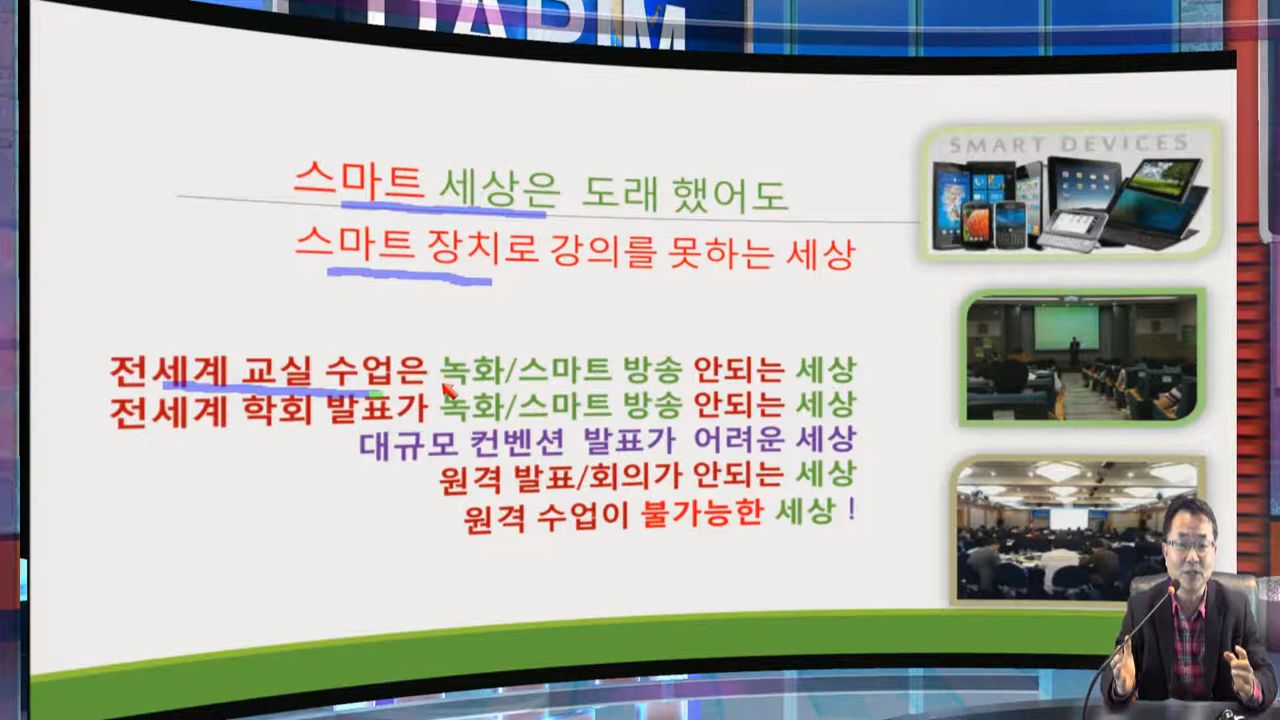 SMART DEVICES
스마트 세상은 도래 했어도
스마트 장치로 강의를 못하는 세상
전세계 교실 수업은 녹화/스마트 방송 안되는 세상
전세계 학회 발표가 녹화/스마트 방송 안되는 세상
대규모 컨벤션 발표가 어려운 세상
원격 발표/회의가 안되는 세상
원격 수업이 불가능한 세상 !